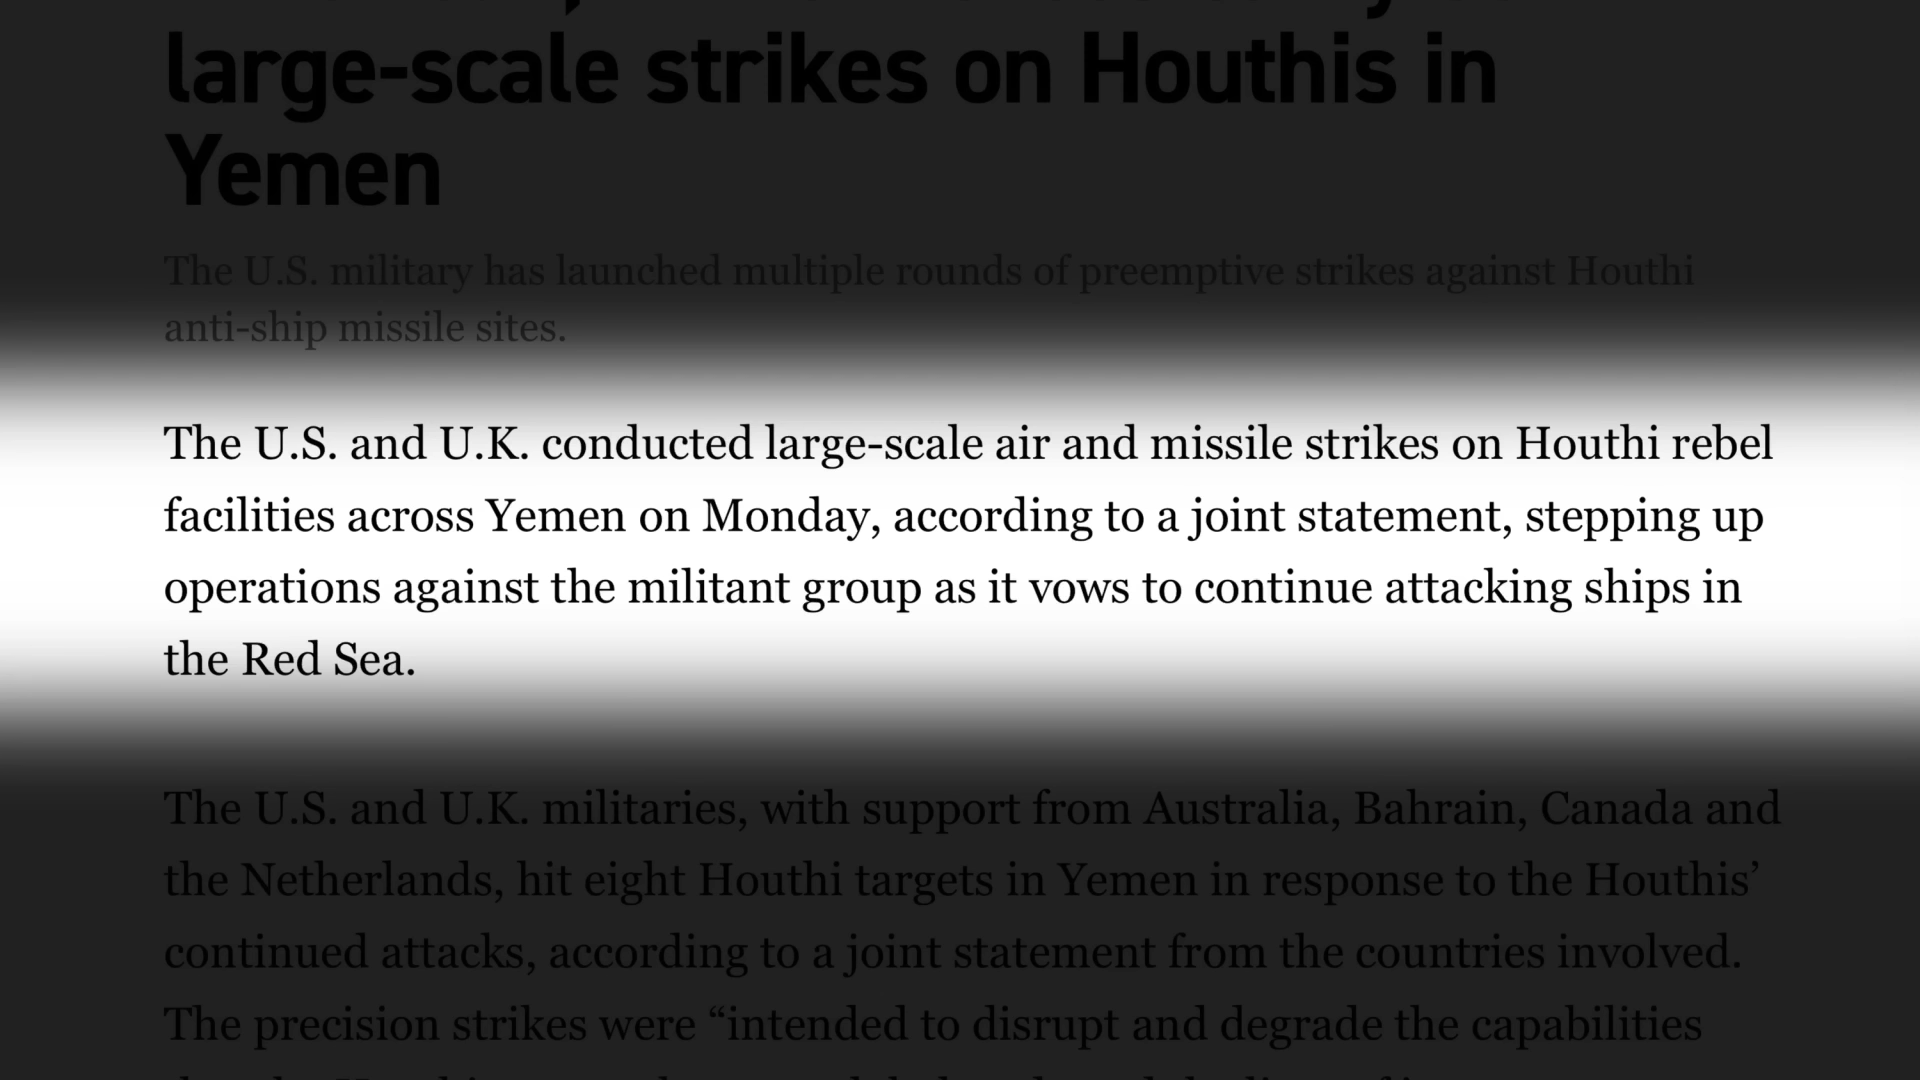 large-scale strikes on Houthis in
Yemen
The U.S. military has launched multiple rounds of preemptive strikes against Houthi
anti-ship missile sites.
The U.S. and U.K. conducted large-scale air and missile strikes on Houthi rebel
facilities across Yemen on Monday, according to a joint statement, stepping up
operations against the militant group as it vows to continue attacking ships in
the Red Sea.
The U.S. and U.K. militaries, with support from Australia, Bahrain, Canada and
the Netherlands, hit eight Houthi targets in Yemen in response to the Houthis’
continued attacks, according to a joint statement from the countries involved.
The precision strikes were “intended to disrupt and degrade the capabilities